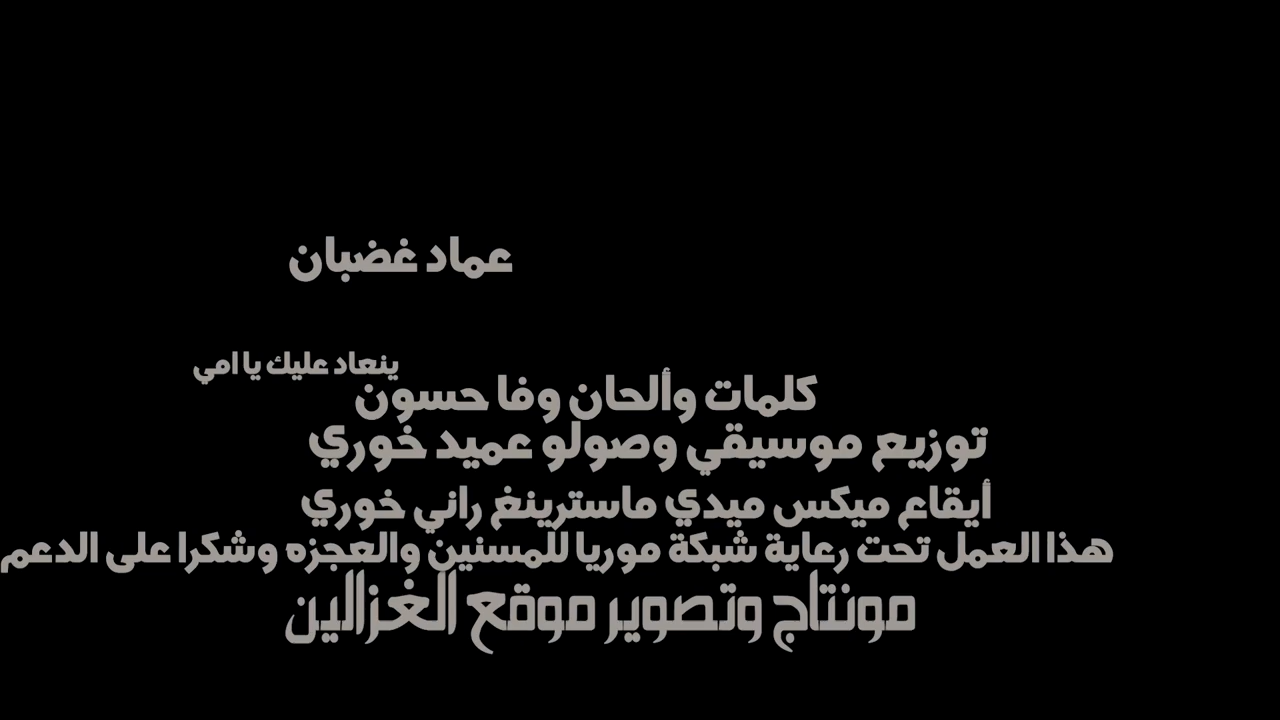 عماد غضبان
ينعاد عليك يا امي
كلمات وألحان وفا حسون
توزيع موسيقي وصولو عميد خوري
أيقاع ميكس ميدي ماسترينغ راني خوري
هذا العمل تحت رعاية شبكة موريا للمسنين والعجزه وشكرا على الدعم
مونتاج وتصوير موقع الغزالين